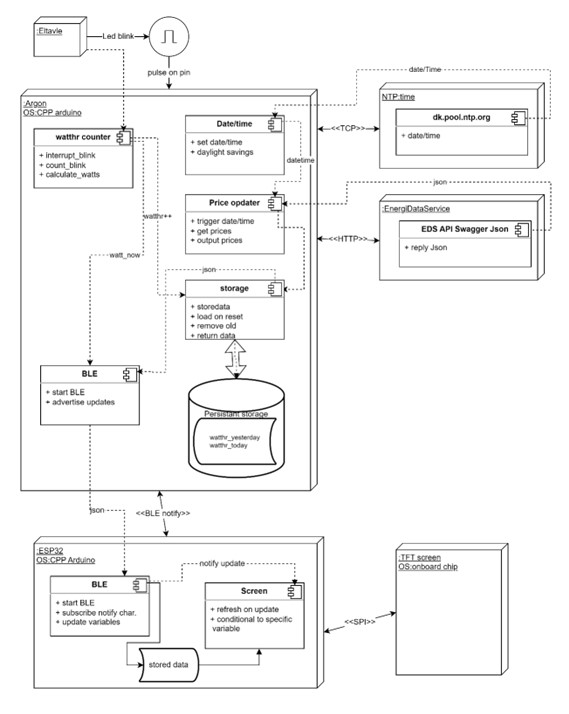 :Eltavle
Led blink
pulse on pin
:Argon
OS:CPP arduino
watthr counter
+ interrupt_blink
+ count_blink
+ calculate_watts
Date/time
+ set date/time
+ daylight savings
datetime
Price opdater
+ trigger date/time
+ get prices
+ output prices
watthr++
watt_now
json
storage
+ storedata
+ load on reset
+ remove old
+ return data
BLE
+ start BLE
+ advertise updates
Persistant storage
watthr_yesterday
watthr_today
date/Time
NTP:time
dk.pool.ntp.org
+ date/time
<<TCP>>
json
:EnergiDataService
EDS API Swagger Json
+ reply Json
<<HTTP>>
json
<<BLE notify>>
:ESP32
OS:CPP Arduino
BLE
+ start BLE
+ subscribe notify char.
+ update variables
notify update
Screen
+ refresh on update
+ conditional to specific
variable
stored data
<<SPI>>
:TFT screen
OS:onboard chip